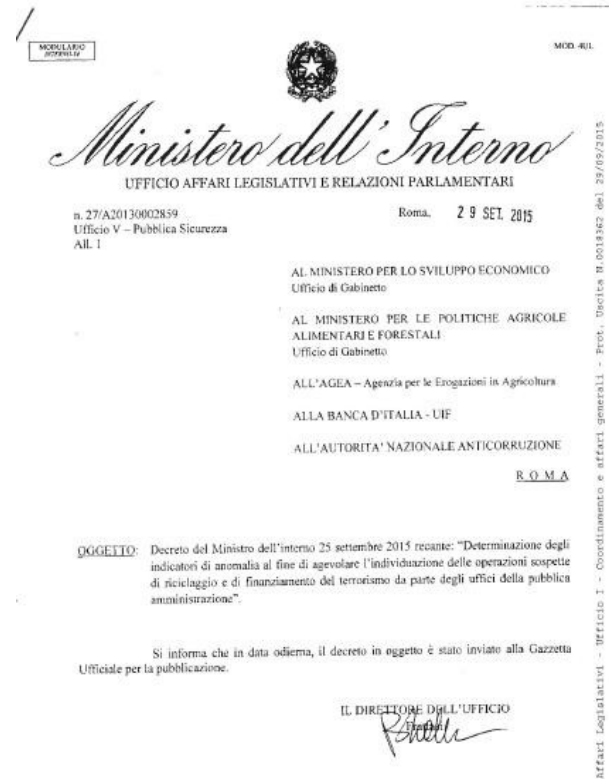 MODULARIO
INTERNO-54
MOD. 4UL
Ministero dell'Interno
UFFICIO AFFARI LEGISLATIVI E RELAZIONI PARLAMENTARI
n. 27/A20130002859
Ufficio V – Pubblica Sicurezza
All. 1
Roma, 29 SET. 2015
AL MINISTERO PER LO SVILUPPO ECONOMICO
Ufficio di Gabinetto
AL MINISTERO PER LE POLITICHE AGRICOLE
ALIMENTARI E FORESTALI
Ufficio di Gabinetto
ALL'AGEA – Agenzia per le Erogazioni in Agricoltura
ALLA BANCA D'ITALIA - UIF
ALL'AUTORITA' NAZIONALE ANTICORRUZIONE
R O M A
OGGETTO: Decreto del Ministro dell'interno 25 settembre 2015 recante: "Determinazione degli
indicatori di anomalia al fine di agevolare l'individuazione delle operazioni sospette
di riciclaggio e di finanziamento del terrorismo da parte degli uffici della pubblica
amministrazione".
Si informa che in data odierna, il decreto in oggetto è stato inviato alla Gazzetta
Ufficiale per la pubblicazione.
IL DIRETTORE DELL'UFFICIO
Affari Legislativi - Ufficio I - Coordinamento e affari generali - Prot. Uscita N.0018362 del 29/09/2015